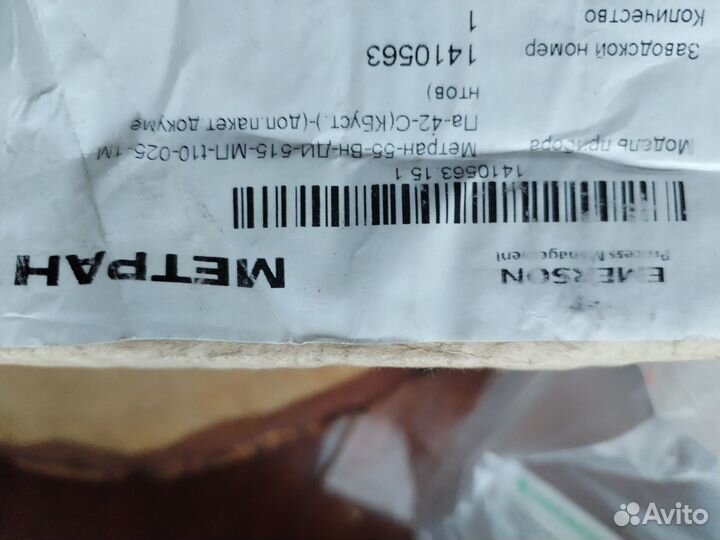 EMERSON МЕТРАН
Process Management
1410563.15 1
Модель прибора Метран-55-Вн-ДИ-515-МП-t10-025-1М
Па-42-С(КБуст.)-(доп.пакет докуме
нтов)
Заводской номер 1410563
Количество 1
Avito